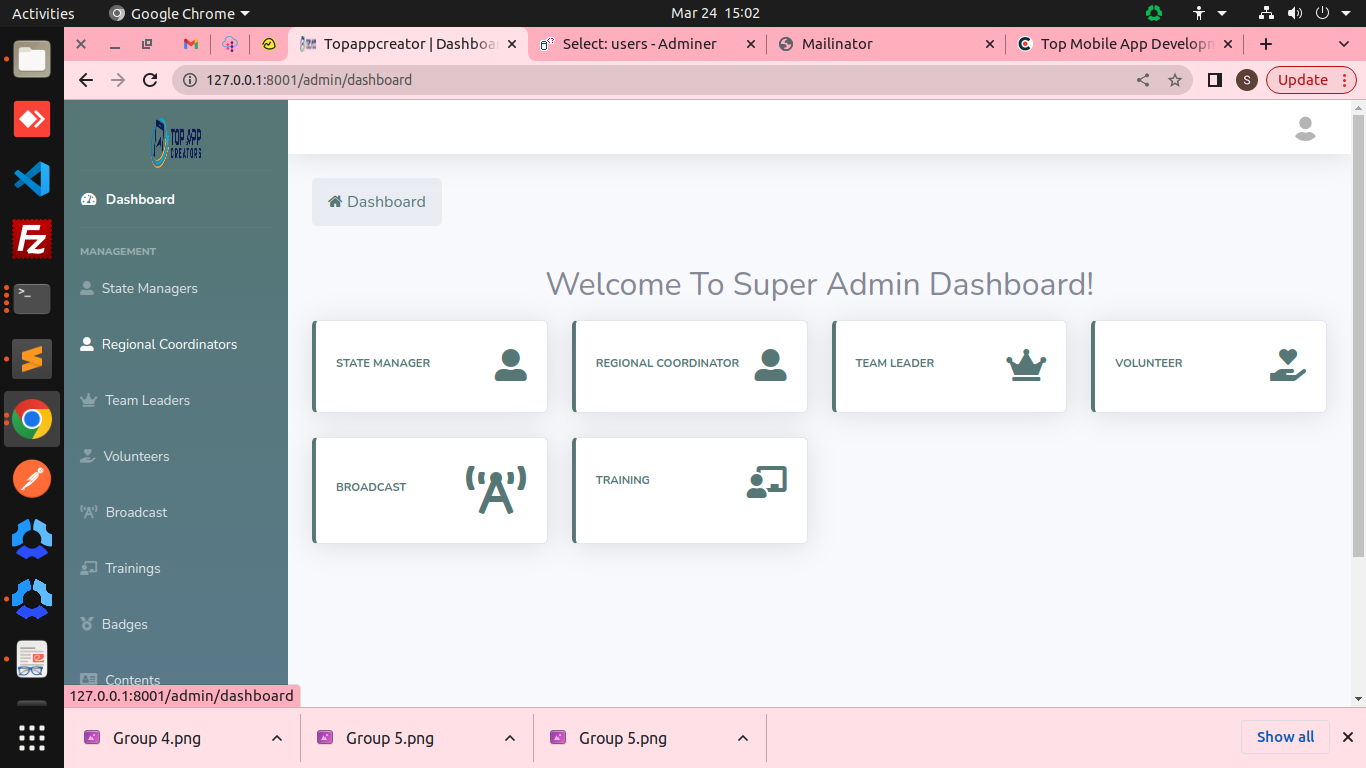 Activities
Google Chrome
Mar 24 15:02
Topappcreator | Dashboa
Select: users - Adminer
Mailinator
Top Mobile App Developm
127.0.0.1:8001/admin/dashboard
S
Update
TOP APP
CREATORS
Dashboard
MANAGEMENT
State Managers
Regional Coordinators
Team Leaders
Volunteers
Broadcast
Trainings
Badges
Contents
Dashboard
Welcome To Super Admin Dashboard!
STATE MANAGER
REGIONAL COORDINATOR
TEAM LEADER
VOLUNTEER
BROADCAST
TRAINING
127.0.0.1:8001/admin/dashboard
Group 4.png
Group 5.png
Group 5.png
Show all